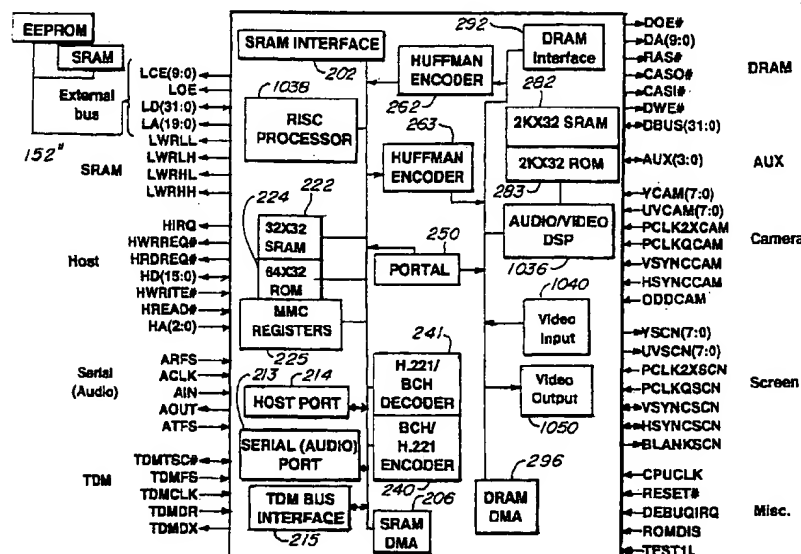 EEPROM
SRAM
External
bus
152"
SRAM
LCE(9:0)
LOE
LD(31:0)
LA(19:0)
LWRLL
LWRLH
LWRHL
LWRHH
Host
HIRQ
HWRREQ#
HRDREQ#
HD(15:0)
HWRITE#
HREAD#
HA(2:0)
Serial
(Audio)
ARFS
ACLK
AIN
AOUT
ATFS
TDM
TDMTSC#
TDMFS
TDMCLK
TDMDR
TDMDX
SRAM INTERFACE
202
1038
RISC
PROCESSOR
224
222
32X32
SRAM
64X32
ROM
MMC
REGISTERS
225
213
214
HOST PORT
SERIAL (AUDIO)
PORT
TDM BUS
INTERFACE
215
HUFFMAN
ENCODER
262
263
HUFFMAN
ENCODER
250
PORTAL
241
H.221/
BCH
DECODER
BCH/
H.221
ENCODER
240
206
SRAM
DMA
292
DRAM
Interface
282
2KX32 SRAM
2KX32 ROM
283
AUDIO/VIDEO
DSP
1036
1040
Video
Input
Video
Output
1050
296
DRAM
DMA
DOE#
DA(9:0)
RAS#
CASO#
CASI#
DWE#
DBUS(31:0)
DRAM
AUX(3:0)
AUX
YCAM(7:0)
UVCAM(7:0)
PCLK2XCAM
PCLKQCAM
VSYNCCAM
HSYNCCAM
ODDCAM
Camera
YSCN(7:0)
UVSCN(7:0)
PCLK2XSCN
PCLKQSCN
VSYNCSCN
HSYNCSCN
BLANKSCN
Screen
CPUCLK
RESET#
DEBUQIRQ
ROMDIS
TEST1L
Misc.